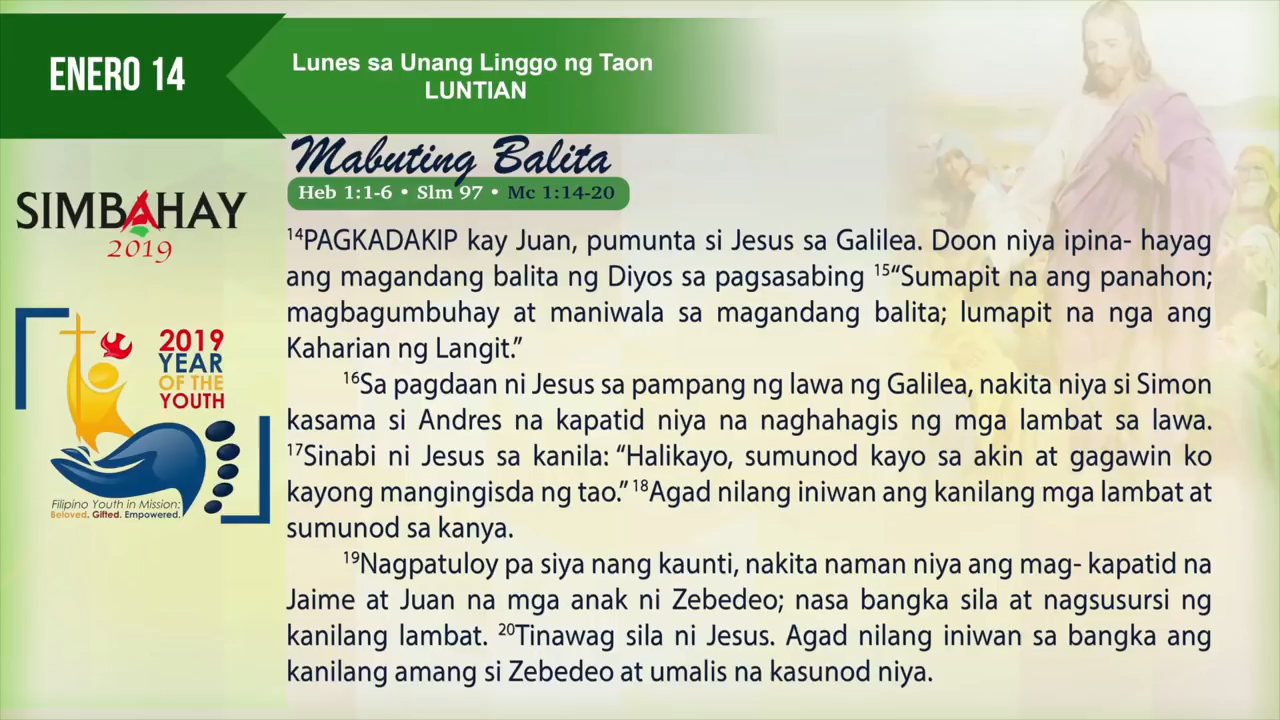 ENERO 14
Lunes sa Unang Linggo ng Taon
LUNTIAN
Mabuting Balita
Heb 1:1-6 • Slm 97 • Mc 1:14-20
SIMBAHAY
2019
2019
YEAR
OF THE
YOUTH
Filipino Youth in Mission:
Beloved. Gifted. Empowered.
14PAGKADAKIP kay Juan, pumunta si Jesus sa Galilea. Doon niya ipina- hayag
ang magandang balita ng Diyos sa pagsasabing 15“Sumapit na ang panahon;
magbagumbuhay at maniwala sa magandang balita; lumapit na nga ang
Kaharian ng Langit.”
16Sa pagdaan ni Jesus sa pampang ng lawa ng Galilea, nakita niya si Simon
kasama si Andres na kapatid niya na naghahagis ng mga lambat sa lawa.
17Sinabi ni Jesus sa kanila: “Halikayo, sumunod kayo sa akin at gagawin ko
kayong mangingisda ng tao.” 18Agad nilang iniwan ang kanilang mga lambat at
sumunod sa kanya.
19Nagpatuloy pa siya nang kaunti, nakita naman niya ang mag- kapatid na
Jaime at Juan na mga anak ni Zebedeo; nasa bangka sila at nagsusursi ng
kanilang lambat. 20Tinawag sila ni Jesus. Agad nilang iniwan sa bangka ang
kanilang amang si Zebedeo at umalis na kasunod niya.